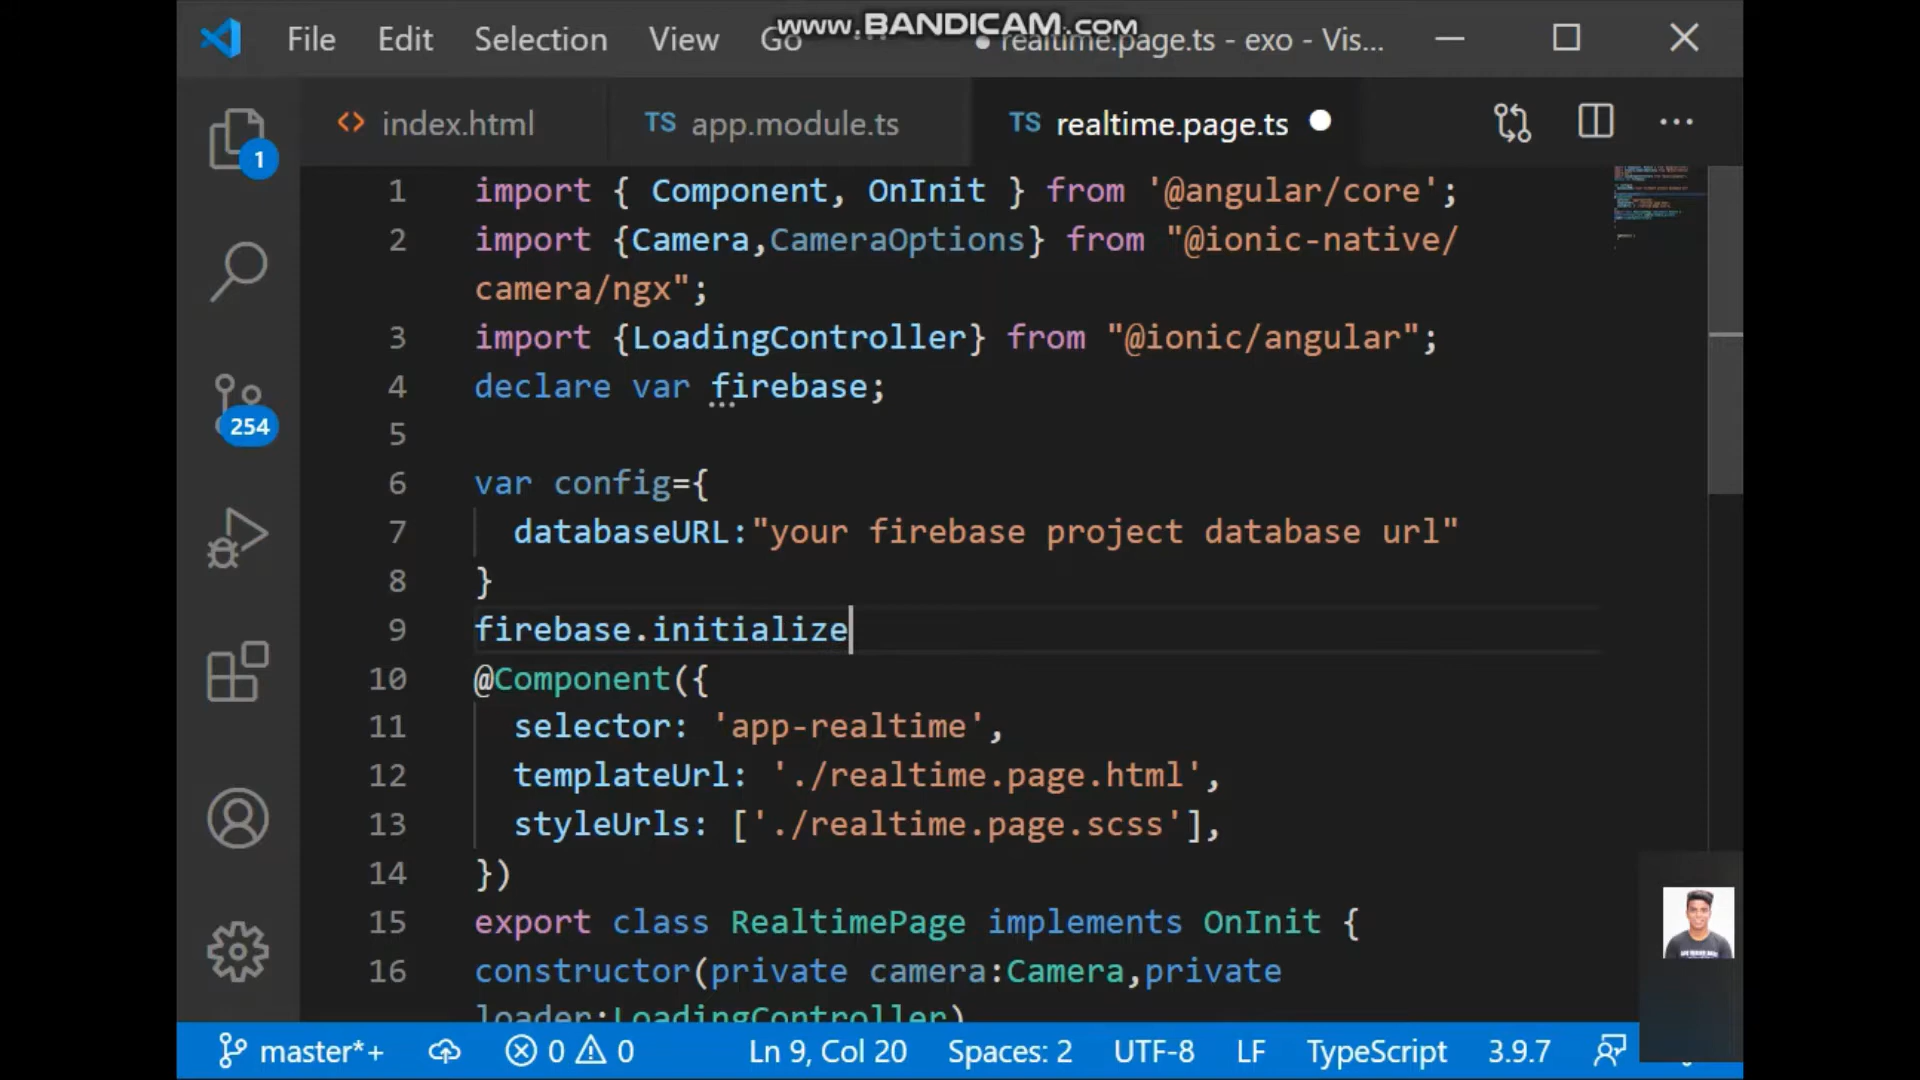 www.BANDICAM.com
File Edit Selection View Go ··· ● realtime.page.ts - exo - Vis...
index.html TS app.module.ts TS realtime.page.ts
1
254
1 import { Component, OnInit } from '@angular/core';
2 import {Camera,CameraOptions} from "@ionic-native/
camera/ngx";
3 import {LoadingController} from "@ionic/angular";
4 declare var firebase;
5
6 var config={
7 databaseURL:"your firebase project database url"
8 }
9 firebase.initialize
10 @Component({
11 selector: 'app-realtime',
12 templateUrl: './realtime.page.html',
13 styleUrls: ['./realtime.page.scss'],
14 })
15 export class RealtimePage implements OnInit {
16 constructor(private camera:Camera,private
loader:LoadingController)
master*+ 0 0 Ln 9, Col 20 Spaces: 2 UTF-8 LF TypeScript 3.9.7